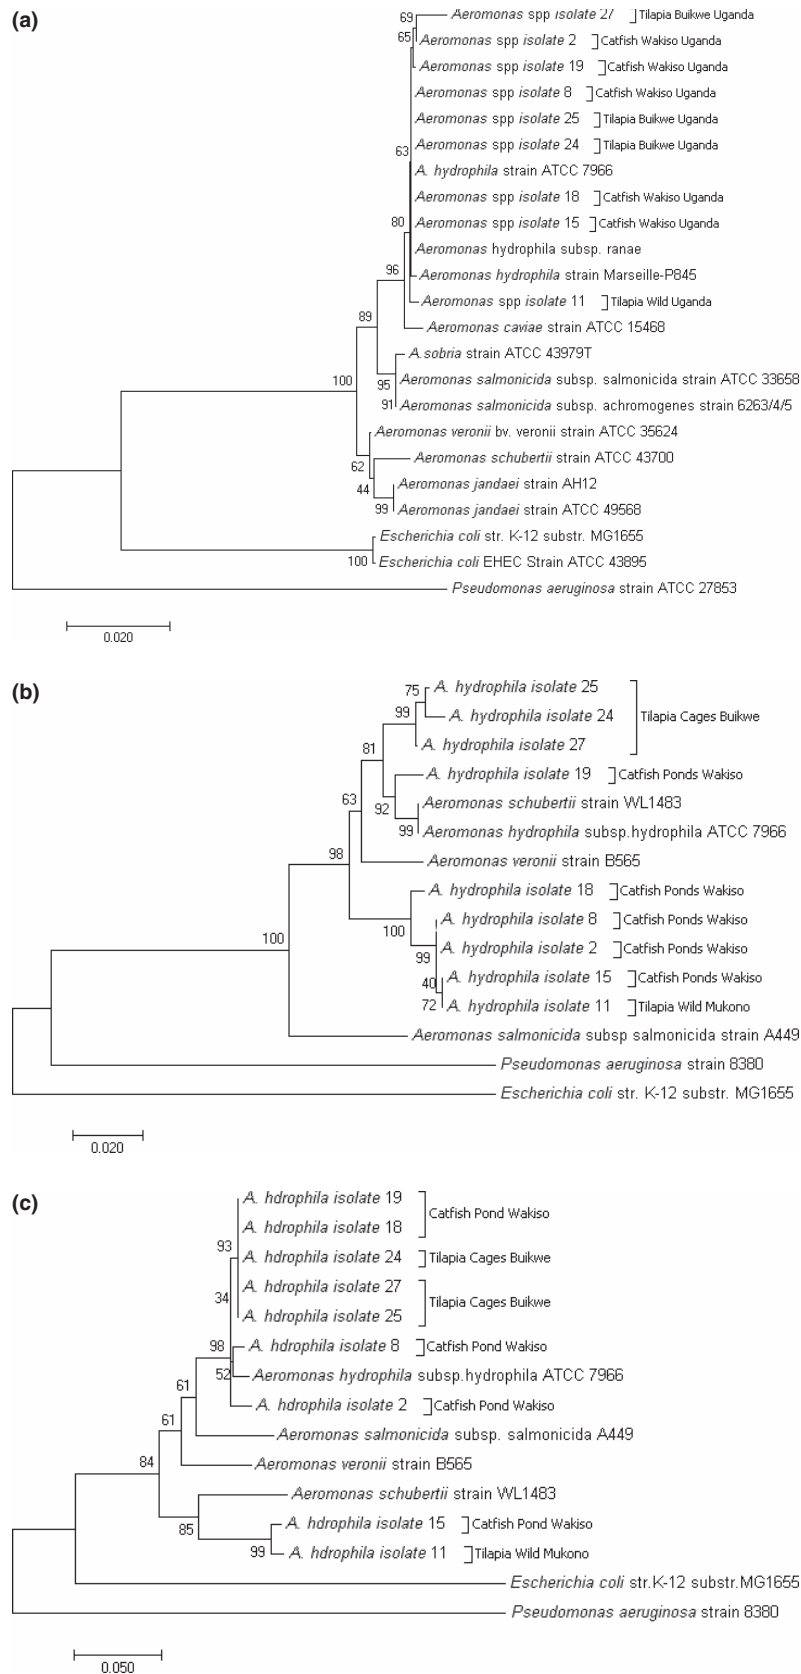 (a)
69
Aeromonas spp isolate 27 Tilapia Buikwe Uganda
65
Aeromonas spp isolate 2 Catfish Wakiso Uganda
Aeromonas spp isolate 19 Catfish Wakiso Uganda
Aeromonas spp isolate 8 Catfish Wakiso Uganda
Aeromonas spp isolate 25 Tilapia Buikwe Uganda
Aeromonas spp isolate 24 Tilapia Buikwe Uganda
63
A. hydrophila strain ATCC 7966
Aeromonas spp isolate 18 Catfish Wakiso Uganda
80
Aeromonas spp isolate 15 Catfish Wakiso Uganda
Aeromonas hydrophila subsp. ranae
96
Aeromonas hydrophila strain Marseille-P845
Aeromonas spp isolate 11 Tilapia Wild Uganda
89
Aeromonas caviae strain ATCC 15468
A.sobria strain ATCC 43979T
100
95
Aeromonas salmonicida subsp. salmonicida strain ATCC 33658
91
Aeromonas salmonicida subsp. achromogenes strain 6263/4/5
Aeromonas veronii bv. veronii strain ATCC 35624
62
Aeromonas schubertii strain ATCC 43700
44
Aeromonas jandaei strain AH12
99
Aeromonas jandaei strain ATCC 49568
Escherichia coli str. K-12 substr. MG1655
100
Escherichia coli EHEC Strain ATCC 43895
Pseudomonas aeruginosa strain ATCC 27853
0.020
(b)
75
A. hydrophila isolate 25
99
A. hydrophila isolate 24
Tilapia Cages Buikwe
A. hydrophila isolate 27
81
A. hydrophila isolate 19 Catfish Ponds Wakiso
63
92
Aeromonas schubertii strain WL1483
99
Aeromonas hydrophila subsp.hydrophila ATCC 7966
98
Aeromonas veronii strain B565
A. hydrophila isolate 18 Catfish Ponds Wakiso
100
A. hydrophila isolate 8 Catfish Ponds Wakiso
100
99
A. hydrophila isolate 2 Catfish Ponds Wakiso
40
A. hydrophila isolate 15 Catfish Ponds Wakiso
72
A. hydrophila isolate 11 Tilapia Wild Mukono
Aeromonas salmonicida subsp salmonicida strain A449
Pseudomonas aeruginosa strain 8380
Escherichia coli str. K-12 substr. MG1655
0.020
(c)
A. hdrophila isolate 19
Catfish Pond Wakiso
A. hdrophila isolate 18
93
A. hdrophila isolate 24 Tilapia Cages Buikwe
A. hdrophila isolate 27
34
Tilapia Cages Buikwe
A. hdrophila isolate 25
98
A. hdrophila isolate 8 Catfish Pond Wakiso
52
Aeromonas hydrophila subsp.hydrophila ATCC 7966
61
A. hdrophila isolate 2 Catfish Pond Wakiso
61
Aeromonas salmonicida subsp. salmonicida A449
84
Aeromonas veronii strain B565
Aeromonas schubertii strain WL1483
85
A. hdrophila isolate 15 Catfish Pond Wakiso
99
A. hdrophila isolate 11 Tilapia Wild Mukono
Escherichia coli str.K-12 substr.MG1655
Pseudomonas aeruginosa strain 8380
0.050